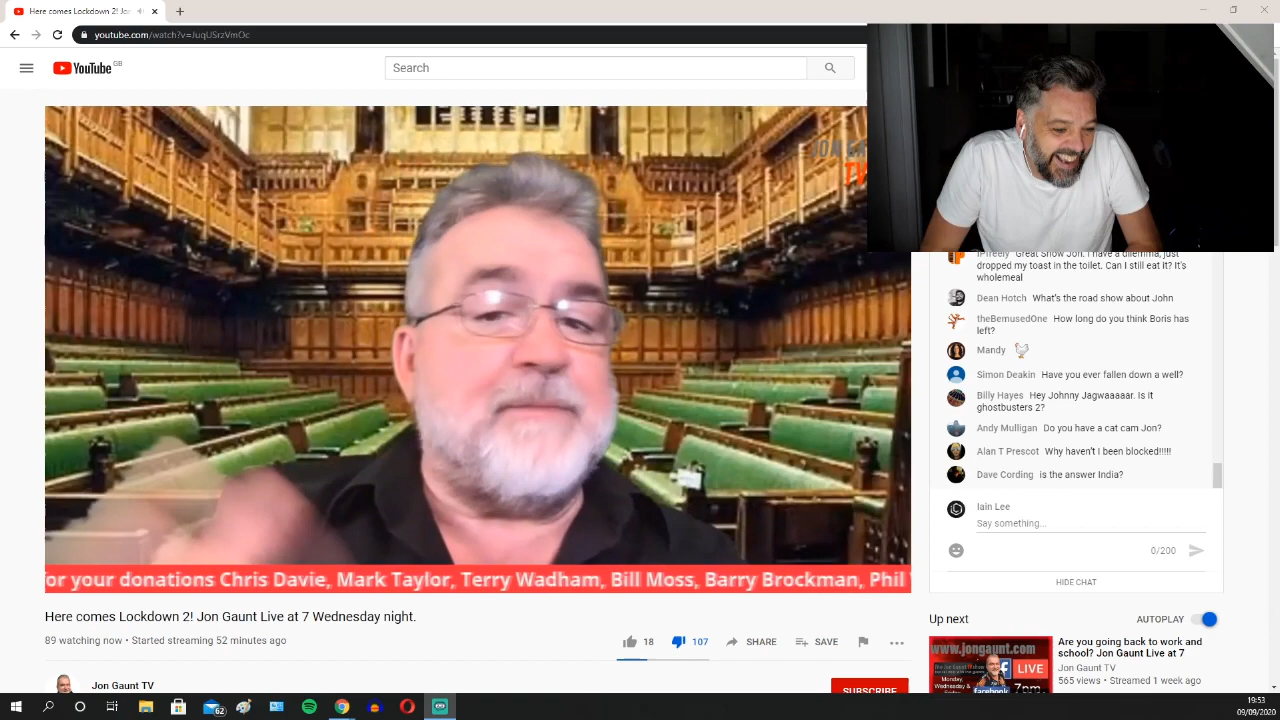 Here comes Lockdown 2! Jon
youtube.com/watch?v=JuqUSrzVmOc
YouTube GB
Search
JON GA
TV
Great Show Jon. I have a dilemma, just
dropped my toast in the toilet. Can I still eat it? It's
wholemeal
Dean Hotch What's the road show about John
theBemusedOne How long do you think Boris has
left?
Mandy
Simon Deakin Have you ever fallen down a well?
Billy Hayes Hey Johnny Jagwaaaaar. Is It
ghostbusters 2?
Andy Mulligan Do you have a cat cam Jon?
Alan T Prescot Why haven't I been blocked!!!!!
Dave Cording is the answer India?
Iain Lee
Say something...
0/200
HIDE CHAT
or your donations Chris Davie, Mark Taylor, Terry Wadham, Bill Moss, Barry Brockman, Phil
Here comes Lockdown 2! Jon Gaunt Live at 7 Wednesday night.
89 watching now • Started streaming 52 minutes ago
18
107
SHARE
SAVE
Jon Gaunt TV
SUBSCRIBE
Up next
AUTOPLAY
www.jongaunt.com
LIVE
7pm
facebook
Are you going back to work and
school? Jon Gaunt Live at 7
Jon Gaunt TV
565 views • Streamed 1 week ago
62
19:53
09/09/2020